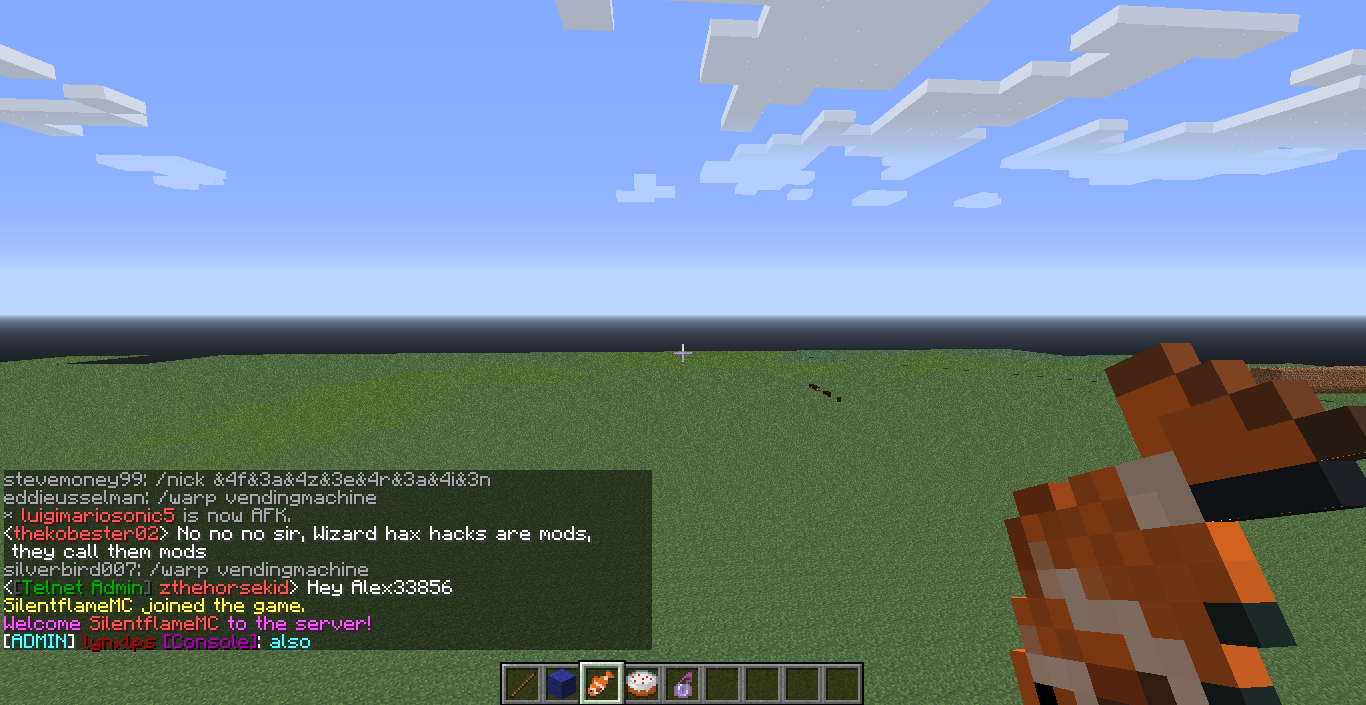 stevemoney99: /nick &4f&3a&4z&3e&4r&3a&4i&3n
eddieusselman: /warp vendingmachine
* luigimariosonic5 is now AFK.
<thekobester02> No no no sir, Wizard hax hacks are mods,
they call them mods
silverbird007: /warp vendingmachine
<[Telnet Admin] zthehorsekid> Hey Alex33856
SilentflameMC joined the game.
Welcome SilentflameMC to the server!
[ADMIN] lynxlps [Console]: also